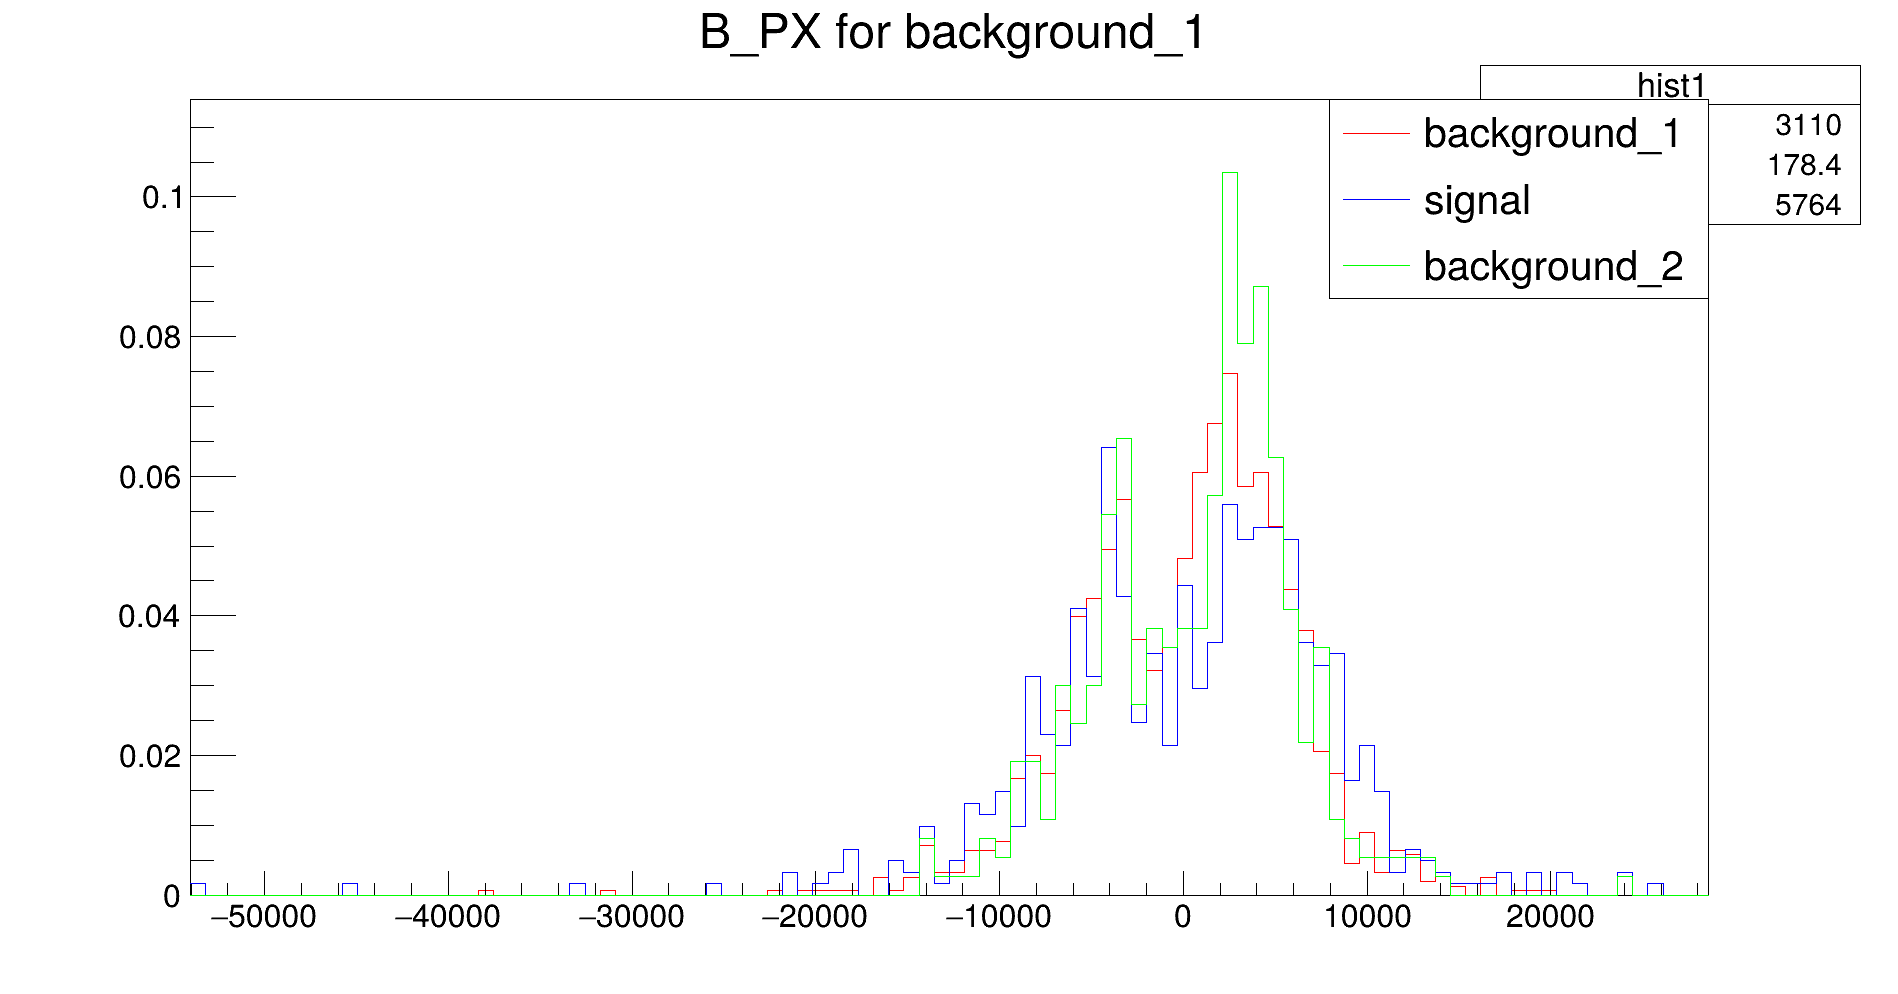 B_PX for background_1
hist1
3110
178.4
5764
background_1
signal
background_2
0.1
0.08
0.06
0.04
0.02
0
−50000 −40000 −30000 −20000 −10000 0 10000 20000